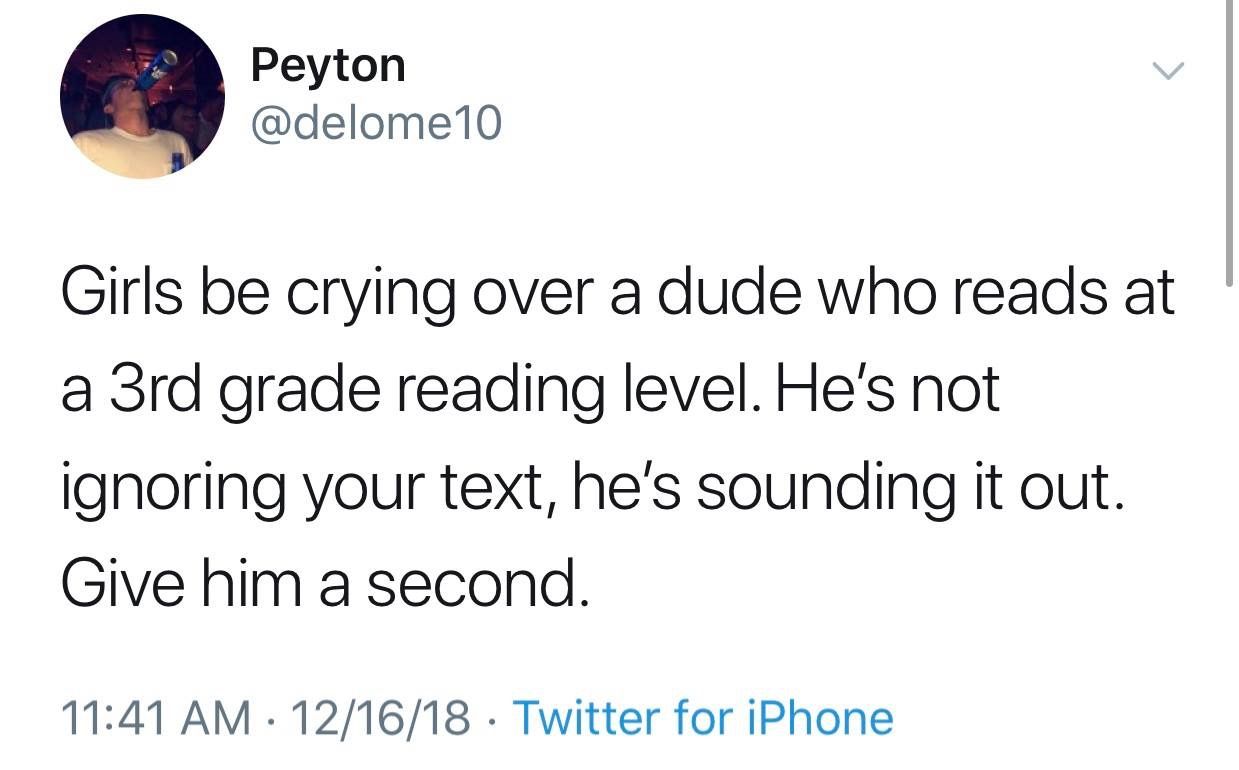 Peyton
@delome10
Girls be crying over a dude who reads at
a 3rd grade reading level. He’s not
ignoring your text, he’s sounding it out.
Give him a second.
11:41 AM · 12/16/18 · Twitter for iPhone